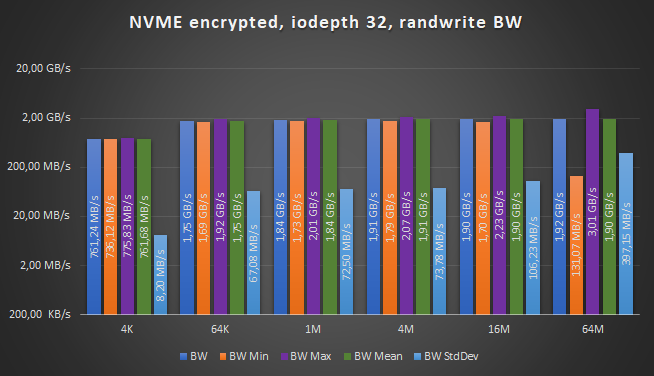 NVME encrypted, iodepth 32, randwrite BW
20,00 GB/s
2,00 GB/s
200,00 MB/s
20,00 MB/s
2,00 MB/s
200,00 KB/s
761,24 MB/s
736,12 MB/s
775,83 MB/s
761,68 MB/s
8,20 MB/s
1,75 GB/s
1,69 GB/s
1,92 GB/s
1,75 GB/s
67,08 MB/s
1,84 GB/s
1,73 GB/s
2,01 GB/s
1,84 GB/s
72,50 MB/s
1,91 GB/s
1,79 GB/s
2,07 GB/s
1,91 GB/s
73,78 MB/s
1,90 GB/s
1,70 GB/s
2,23 GB/s
1,90 GB/s
106,23 MB/s
1,92 GB/s
131,07 MB/s
3,01 GB/s
1,90 GB/s
397,15 MB/s
4K 64K 1M 4M 16M 64M
BW BW Min BW Max BW Mean BW StdDev